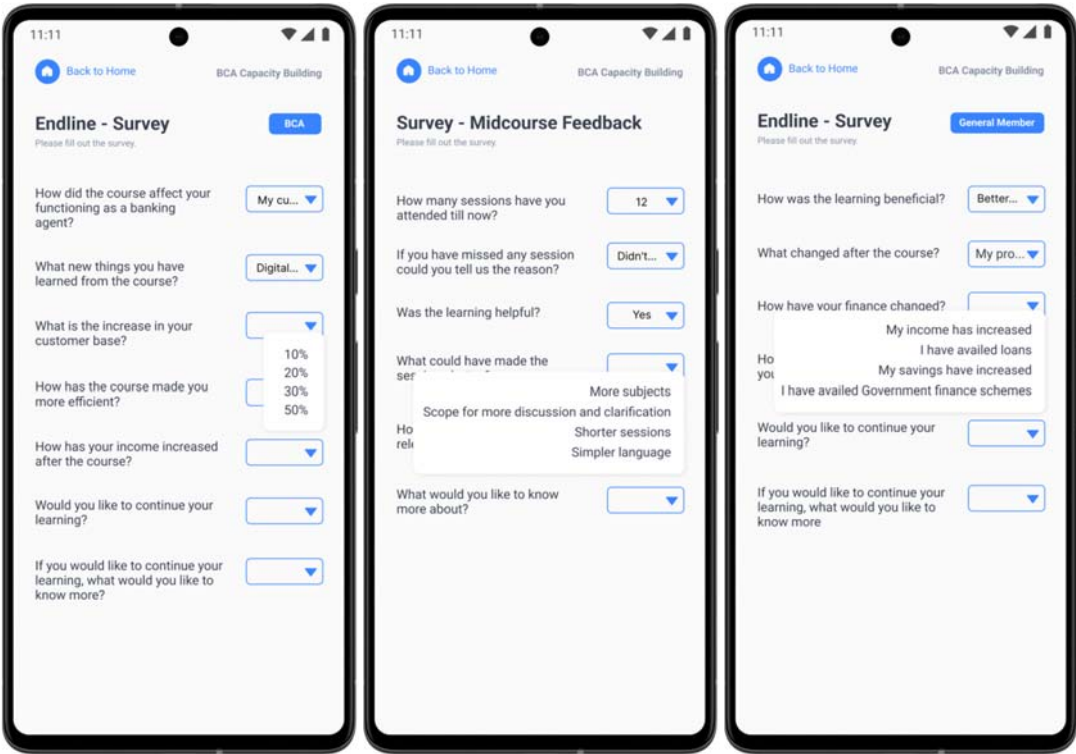 11:11
Back to Home
BCA Capacity Building
Endline - Survey
BCA
Please fill out the survey.
How did the course affect your
functioning as a banking
agent?
My cu...
What new things you have
learned from the course?
Digital...
What is the increase in your
customer base?
10%
20%
30%
50%
How has the course made you
more efficient?
How has your income increased
after the course?
Would you like to continue your
learning?
If you would like to continue your
learning, what would you like to
know more?
11:11
Back to Home
BCA Capacity Building
Survey - Midcourse Feedback
Please fill out the survey.
How many sessions have you
attended till now?
12
If you have missed any session
could you tell us the reason?
Didn't...
Was the learning helpful?
Yes
What could have made the
More subjects
Scope for more discussion and clarification
Shorter sessions
Simpler language
What would you like to know
more about?
11:11
Back to Home
BCA Capacity Building
Endline - Survey
General Member
Please fill out the survey.
How was the learning beneficial?
Better...
What changed after the course?
My pro...
How have your finance changed?
My income has increased
I have availed loans
My savings have increased
I have availed Government finance schemes
Would you like to continue your
learning?
If you would like to continue your
learning, what would you like to
know more